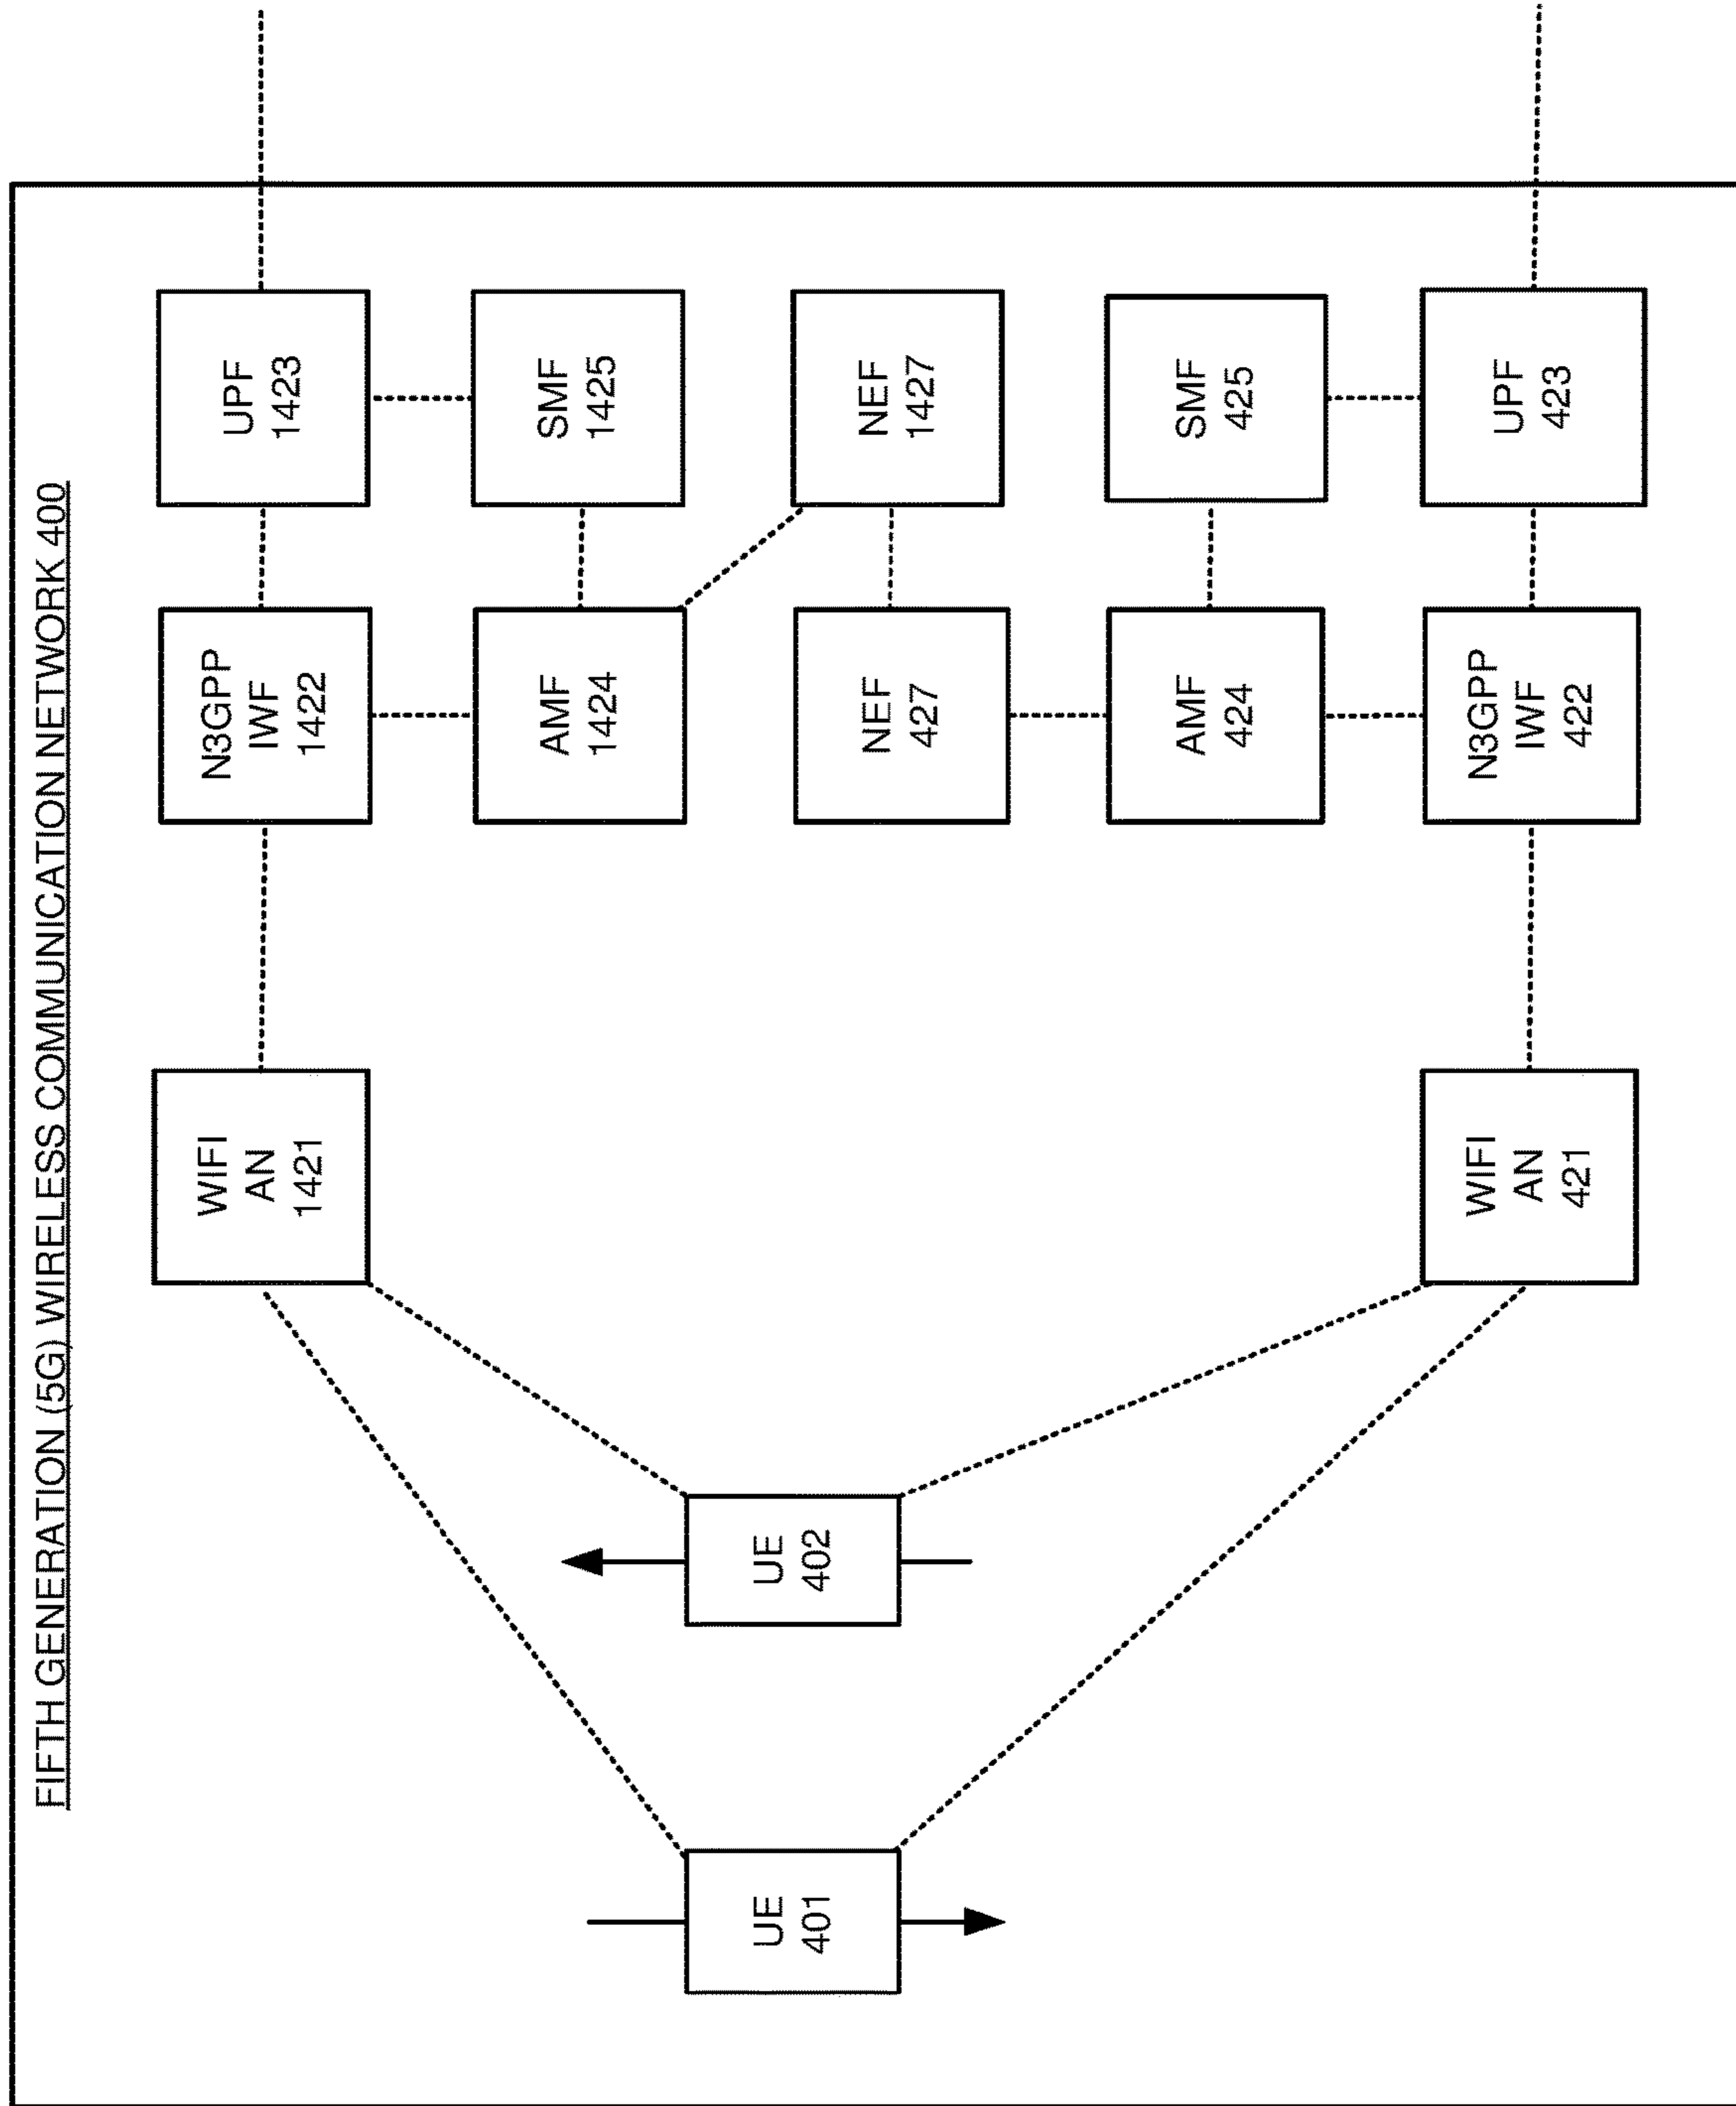 FIFTH GENERATION (5G) WIRELESS COMMUNICATION NETWORK 400
WIFI
AN
1421
N3GPP
IWF
1422
UPF
1423
AMF
1424
SMF
1425
UE
401
UE
402
NEF
427
NEF
1427
AMF
424
SMF
425
WIFI
AN
421
N3GPP
IWF
422
UPF
423